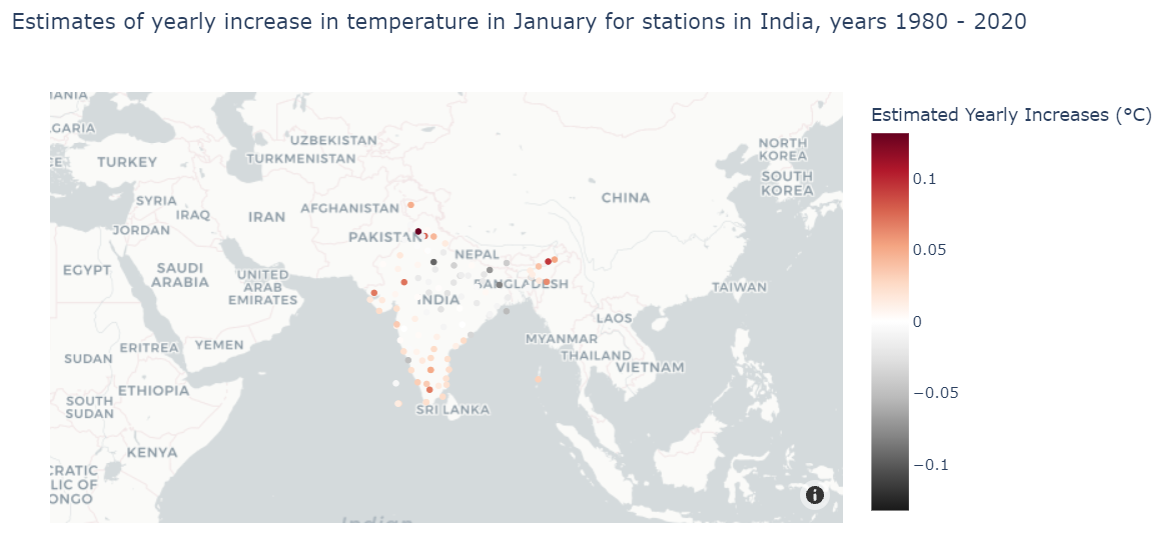 Estimates of yearly increase in temperature in January for stations in India, years 1980 - 2020
Estimated Yearly Increases (°C)
0.1
0.05
0
−0.05
−0.1
GARIA
TURKEY
UZBEKISTAN
TURKMENISTAN
NORTH
KOREA
SOUTH
KOREA
SYRIA
IRAQ
IRAN
AFGHANISTAN
CHINA
JORDAN
PAKISTAN
EGYPT
SAUDI
ARABIA
UNITED
ARAB
EMIRATES
NEPAL
BANGLADESH
TAIWAN
INDIA
LAOS
MYANMAR
THAILAND
VIETNAM
SUDAN
ERITREA
YEMEN
ETHIOPIA
SOUTH
SUDAN
SRI LANKA
KENYA
CRATIC
LIC OF
ONGO
Indian